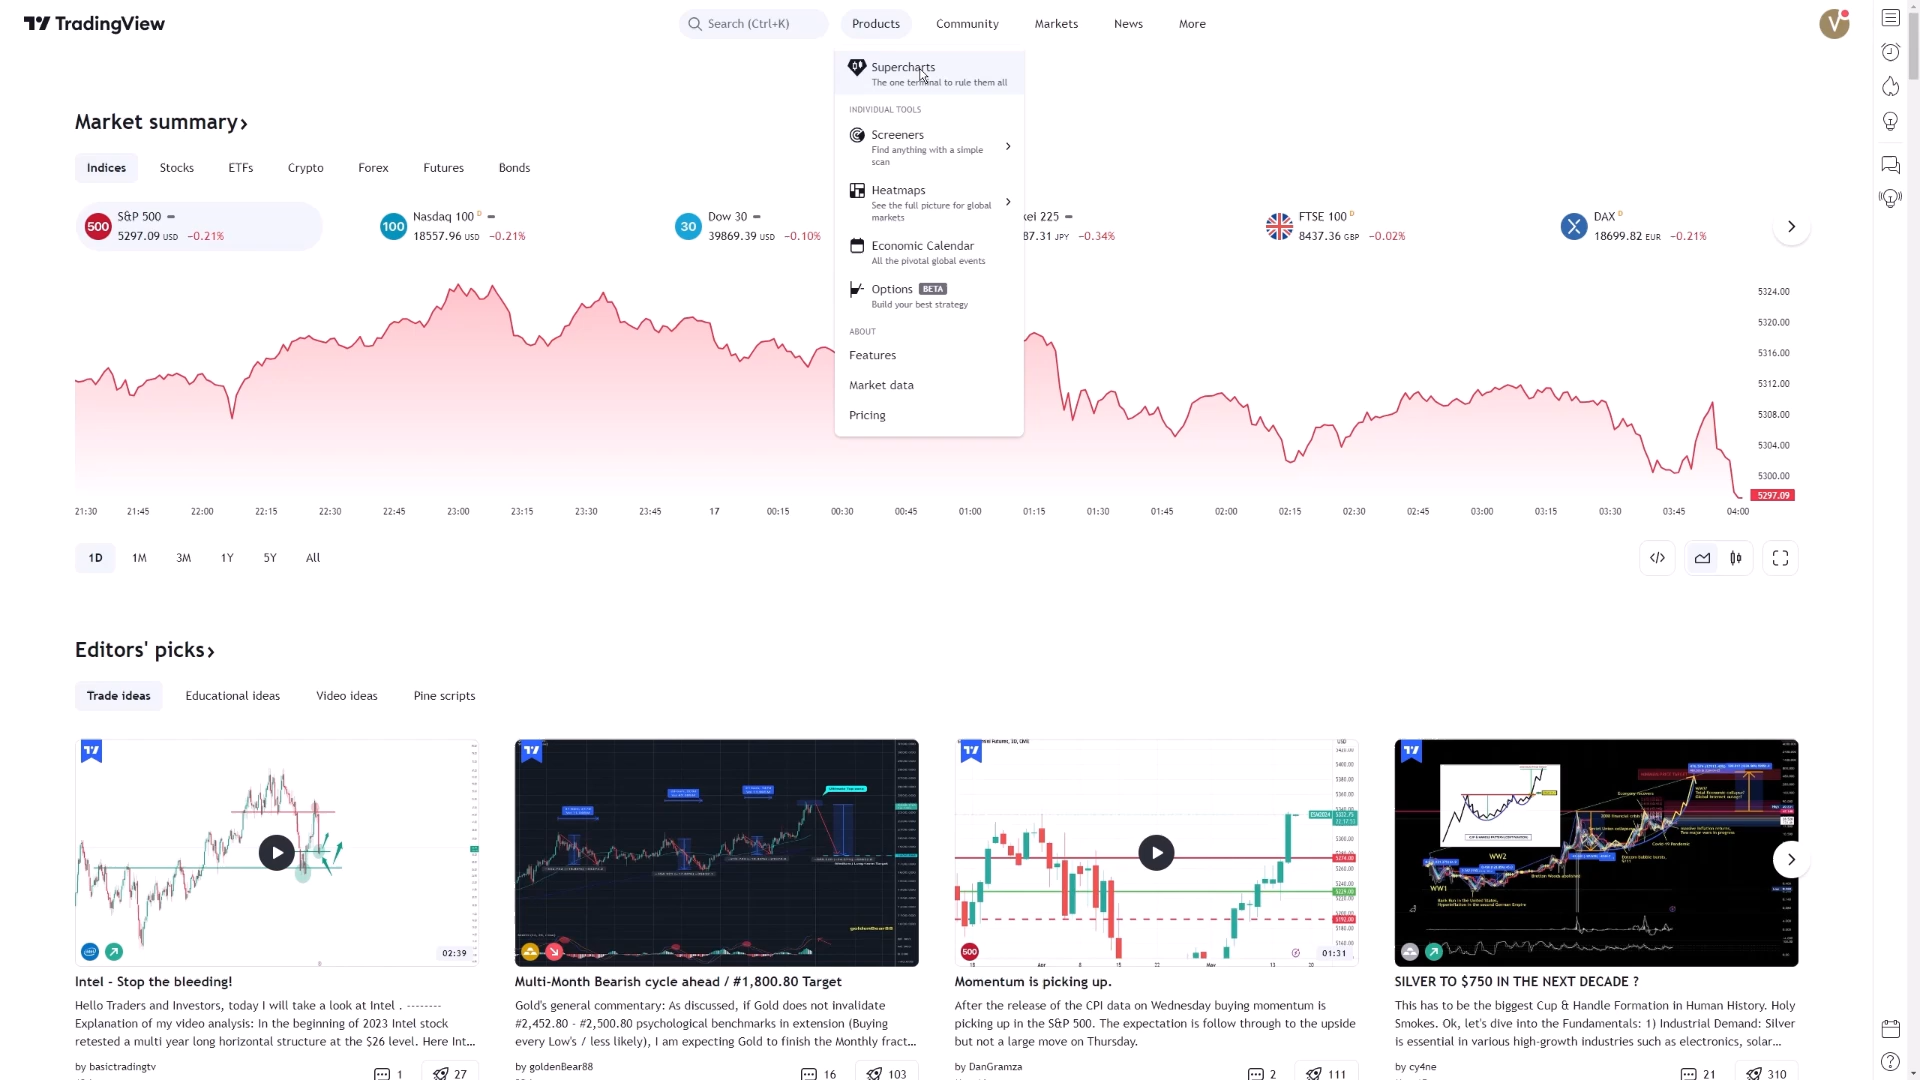 TradingView
Search (Ctrl+K)
Products
Community
Markets
News
More
V
Supercharts
The one terminal to rule them all
INDIVIDUAL TOOLS
Screeners
Find anything with a simple
scan
Heatmaps
See the full picture for global
markets
Economic Calendar
All the pivotal global events
Options BETA
Build your best strategy
ABOUT
Features
Market data
Pricing
Market summary
Indices
Stocks
ETFs
Crypto
Forex
Futures
Bonds
500
S&P 500
5297.09 USD −0.21%
100
Nasdaq 100 D
18557.96 USD −0.21%
30
Dow 30
39869.39 USD −0.10%
kei 225
87.31 JPY −0.34%
FTSE 100 D
8437.36 GBP −0.02%
DAX D
18699.82 EUR −0.21%
5324.00
5320.00
5316.00
5312.00
5308.00
5304.00
5300.00
5297.09
21:30 21:45 22:00 22:15 22:30 22:45 23:00 23:15 23:30 23:45 17 00:15 00:30 00:45 01:00 01:15 01:30 01:45 02:00 02:15 02:30 02:45 03:00 03:15 03:30 03:45 04:00
1D 1M 3M 1Y 5Y All
Editors' picks
Trade ideas
Educational ideas
Video ideas
Pine scripts
02:39
Intel - Stop the bleeding!
Hello Traders and Investors, today I will take a look at Intel . --------
Explanation of my video analysis: In the beginning of 2023 Intel stock
retested a multi year long horizontal structure at the $26 level. Here Int...
by basictradingtv
1
27
goldenBear88
Multi-Month Bearish cycle ahead / #1,800.80 Target
Gold's general commentary: As discussed, if Gold does not invalidate
#2,452.80 - #2,500.80 psychological benchmarks in extension (Buying
every Low's / less likely), I am expecting Gold to finish the Monthly fract...
by goldenBear88
16
103
500
01:31
Momentum is picking up.
After the release of the CPI data on Wednesday buying momentum is
picking up in the S&P 500. The expectation is follow through to the upside
but not a large move on Thursday.
by DanGramza
2
111
WW2
WW1
SILVER TO $750 IN THE NEXT DECADE ?
This has to be the biggest Cup & Handle Formation in Human History. Holy
Smokes. Ok, let's dive into the Fundamentals: 1) Industrial Demand: Silver
is essential in various high-growth industries such as electronics, solar...
by cy4ne
21
310